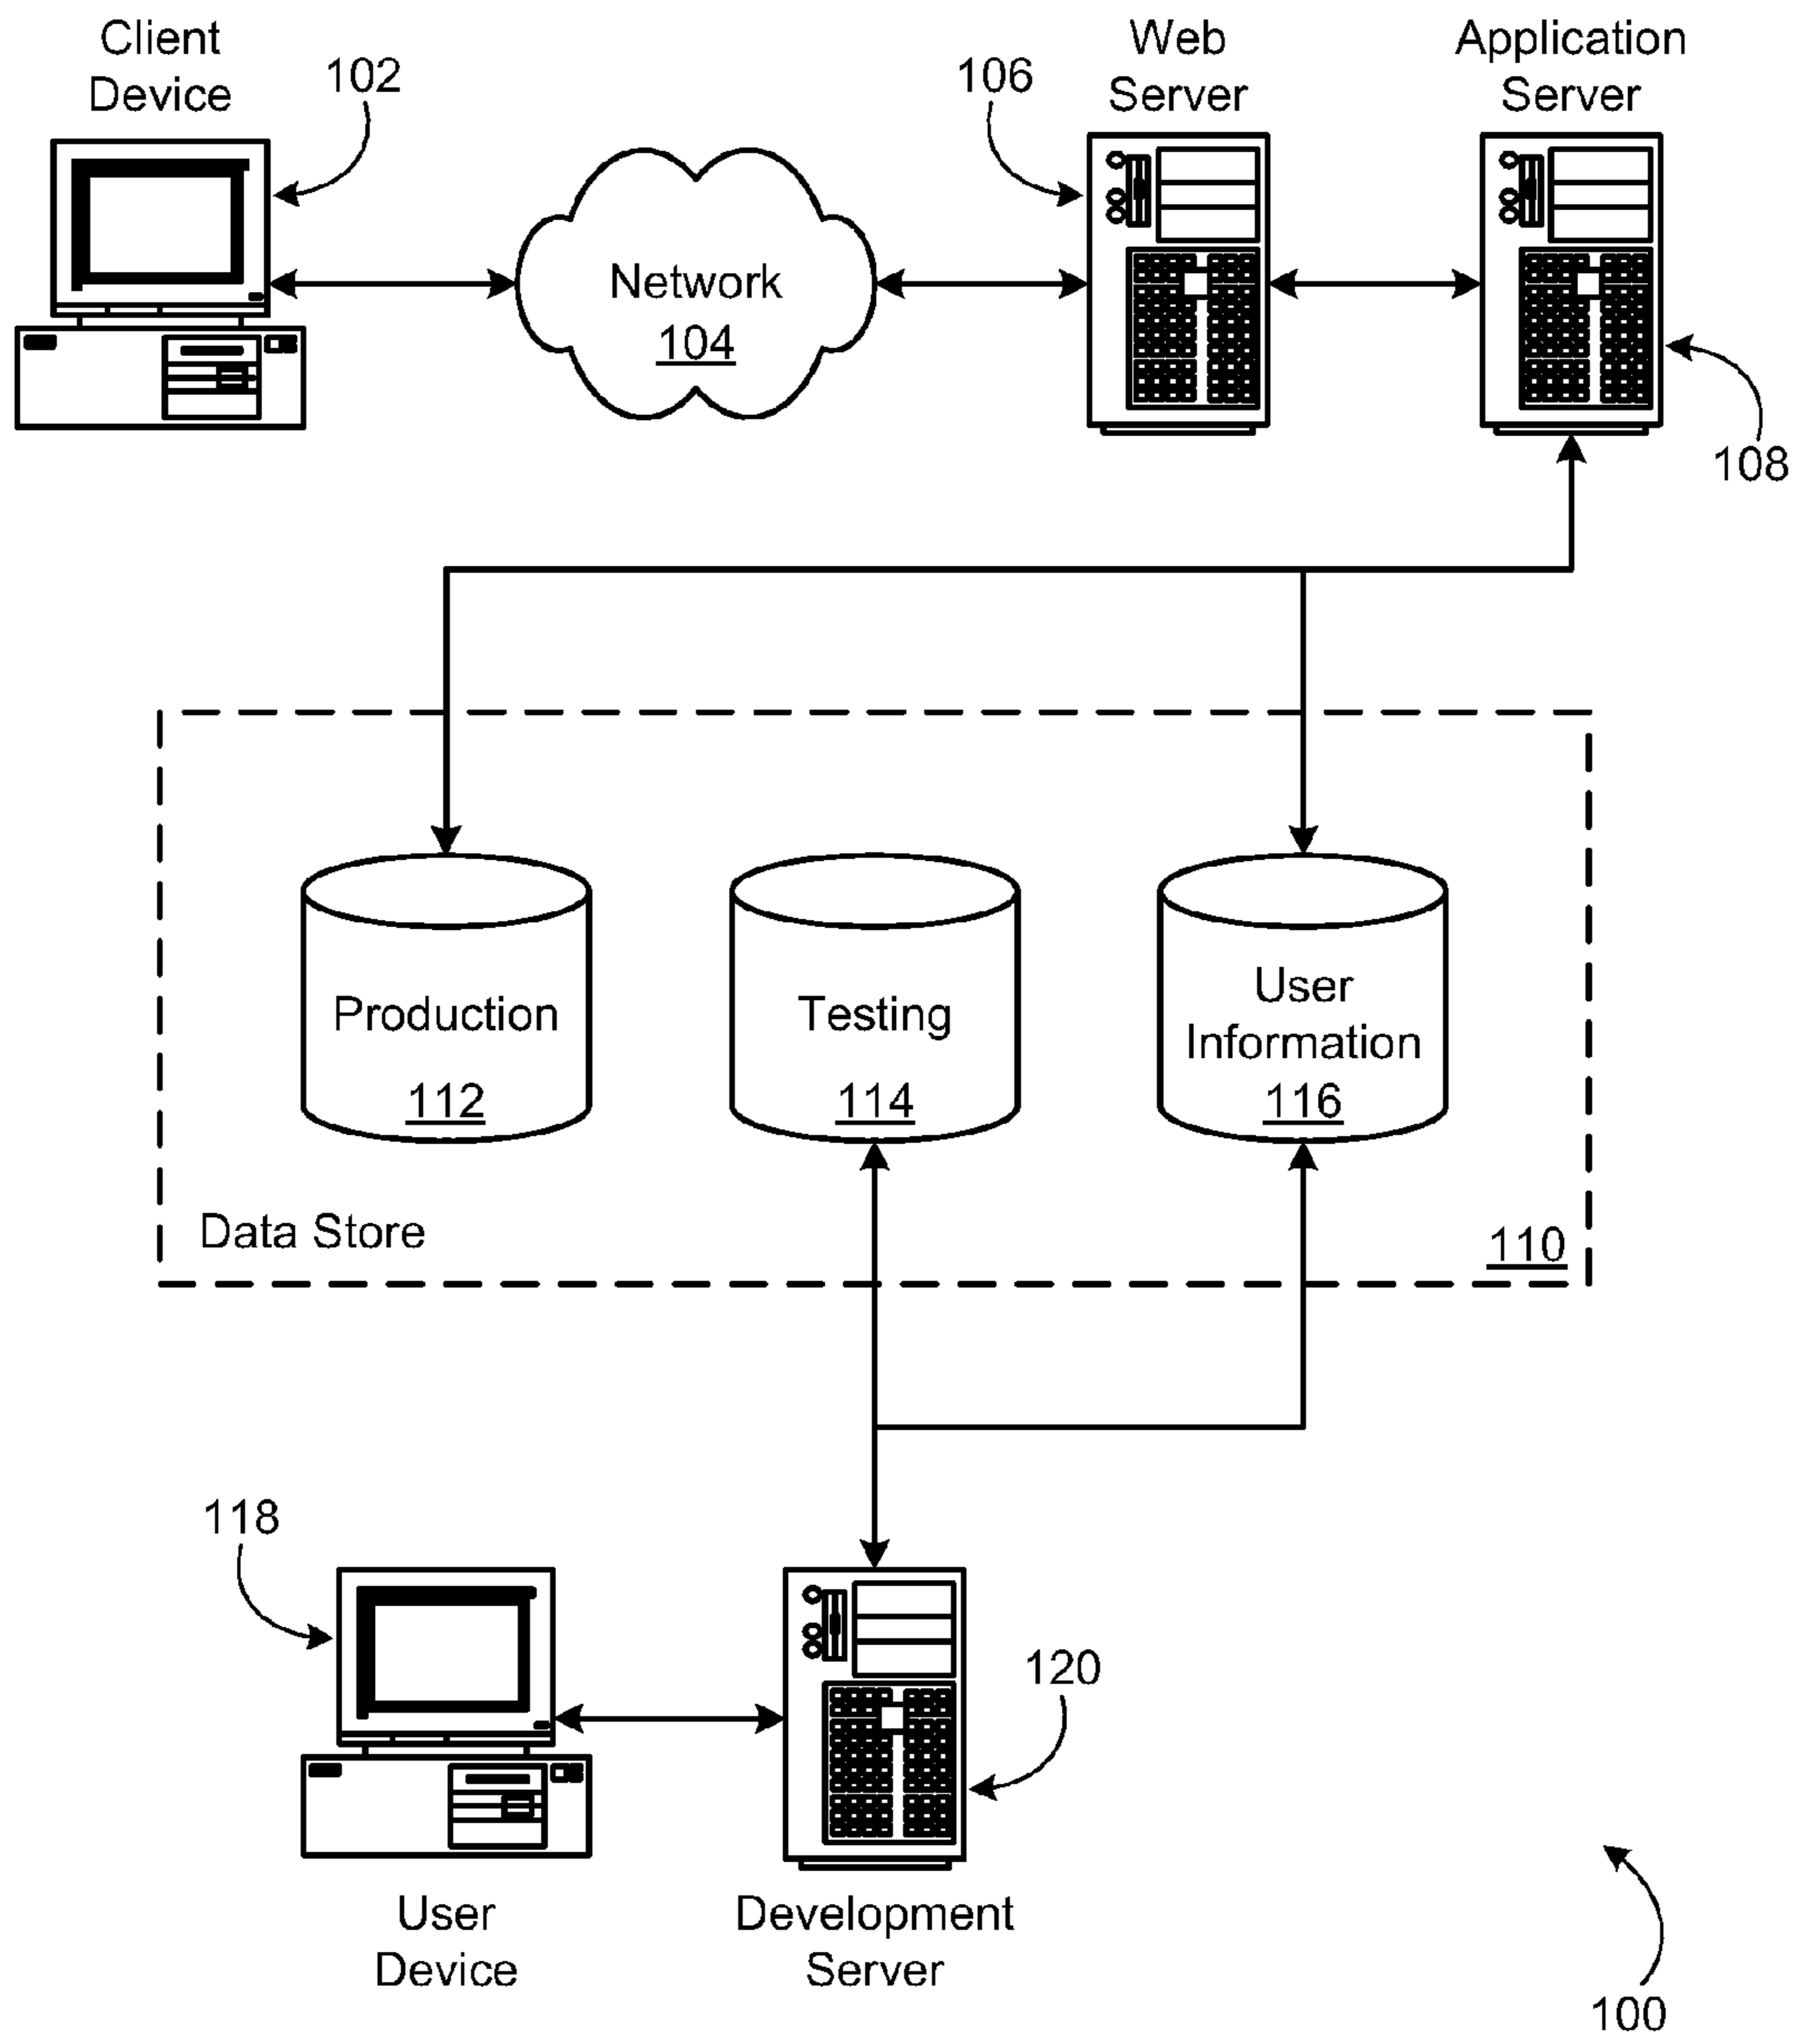 Client
Device
102
Network
104
106
Web
Server
Application
Server
108
Production
112
Testing
114
User
Information
116
Data Store
110
118
User
Device
Development
Server
120
100